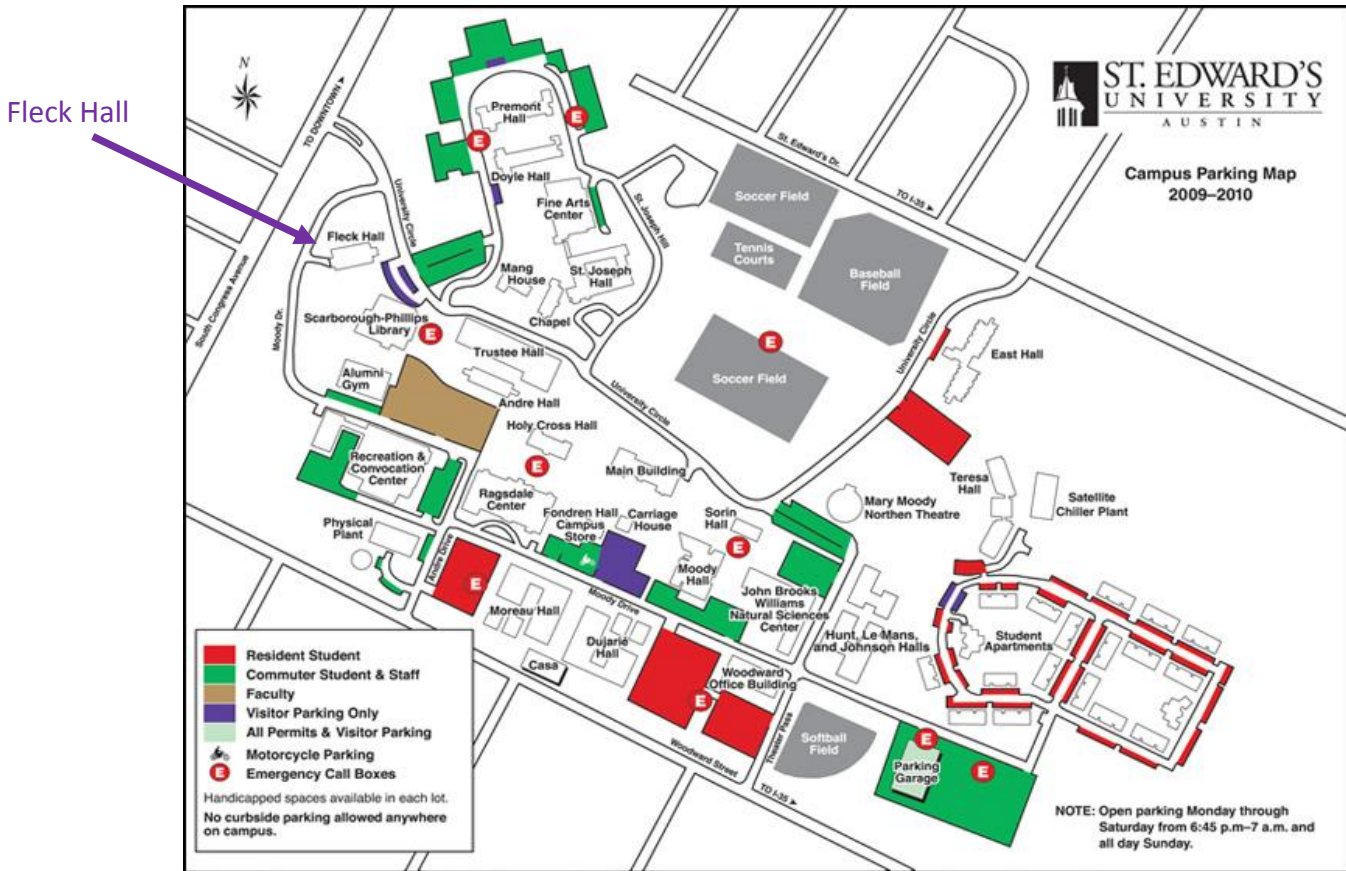 Fleck Hall
N
TO DOWNTOWN
ST. EDWARD'S
UNIVERSITY
AUSTIN
Campus Parking Map
2009–2010
Premont
Hall
E
E
Doyle Hall
Fine Arts
Center
St. Edward's Dr.
TO I-35
Soccer Field
Tennis
Courts
Baseball
Field
University Circle
St. Joseph Hill
Fleck Hall
Mang
House
St. Joseph
Hall
Chapel
South Congress Avenue
Moody Dr.
Scarborough-Phillips
Library
E
Trustee Hall
E
Soccer Field
University Circle
East Hall
Alumni
Gym
Andre Hall
University Circle
Holy Cross Hall
Recreation &
Convocation
Center
E
Main Building
Ragsdale
Center
Teresa
Hall
Satellite
Chiller Plant
Mary Moody
Northen Theatre
Fondren Hall
Campus
Store
Carriage
House
Sorin
Hall
E
Physical
Plant
Andre Drive
E
Moody
Hall
Moreau Hall
Moody Drive
John Brooks
Williams
Natural Sciences
Center
Hunt, Le Mans,
and Johnson Halls
Student
Apartments
Dujarié
Hall
Casa
Woodward
Office Building
E
Woodward Street
Theater Pass
Softball
Field
TO I-35
E
Parking
Garage
E
Resident Student
Commuter Student & Staff
Faculty
Visitor Parking Only
All Permits & Visitor Parking
Motorcycle Parking
E Emergency Call Boxes
Handicapped spaces available in each lot.
No curbside parking allowed anywhere
on campus.
NOTE: Open parking Monday through
Saturday from 6:45 p.m–7 a.m. and
all day Sunday.